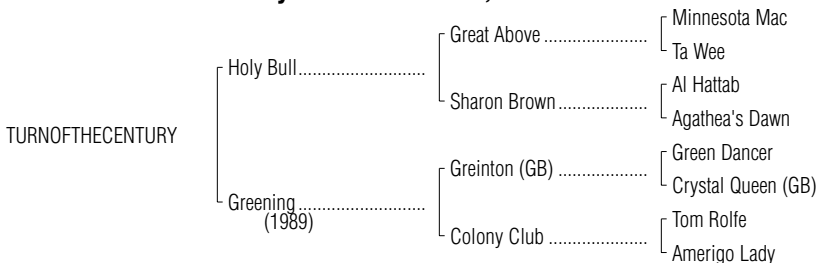 Minnesota Mac
Great Above
Ta Wee
Holy Bull
Al Hattab
Sharon Brown
Agathea's Dawn
TURNOFTHECENTURY
Green Dancer
Greinton (GB)
Crystal Queen (GB)
Greening
(1989)
Tom Rolfe
Colony Club
Amerigo Lady